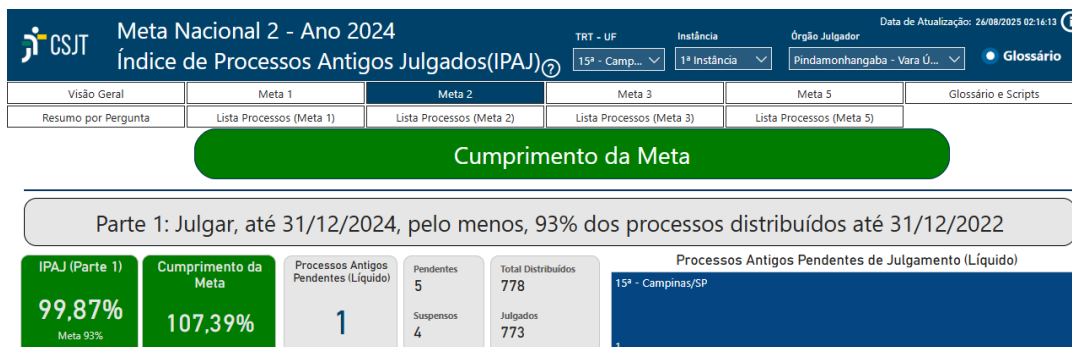 CSJT
Meta Nacional 2 - Ano 2024
Índice de Processos Antigos Julgados(IPAJ)
Data de Atualização: 26/08/2025 02:16:13
TRT - UF
Instância
Órgão Julgador
15ª - Camp...
1ª Instância
Pindamonhangaba - Vara Ú...
Glossário
Visão Geral
Meta 1
Meta 2
Meta 3
Meta 5
Glossário e Scripts
Resumo por Pergunta
Lista Processos (Meta 1)
Lista Processos (Meta 2)
Lista Processos (Meta 3)
Lista Processos (Meta 5)
Cumprimento da Meta
Parte 1: Julgar, até 31/12/2024, pelo menos, 93% dos processos distribuídos até 31/12/2022
IPAJ (Parte 1)
99,87%
Meta 93%
Cumprimento da
Meta
107,39%
Processos Antigos
Pendentes (Líquido)
1
Pendentes
5
Suspensos
4
Total Distribuídos
778
Julgados
773
Processos Antigos Pendentes de Julgamento (Líquido)
15ª - Campinas/SP
1